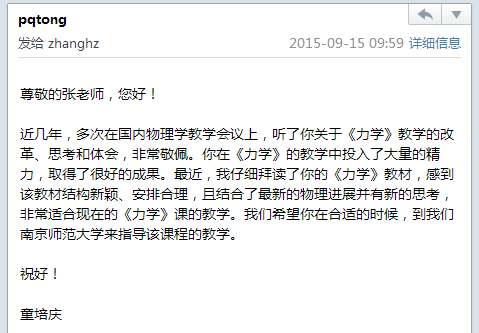 pqtong
发给 zhanghz
2015-09-15 09:59 详细信息
尊敬的张老师，您好！
近几年，多次在国内物理学教学会议上，听了你关于《力学》教学的改
革、思考和体会，非常敬佩。你在《力学》的教学中投入了大量的精
力，取得了很好的成果。最近，我仔细拜读了你的《力学》教材，感到
该教材结构新颖、安排合理，且结合了最新的物理进展并有新的思考，
非常适合现在的《力学》课的教学。我们希望你在合适的时候，到我们
南京师范大学来指导该课程的教学。
祝好！
童培庆